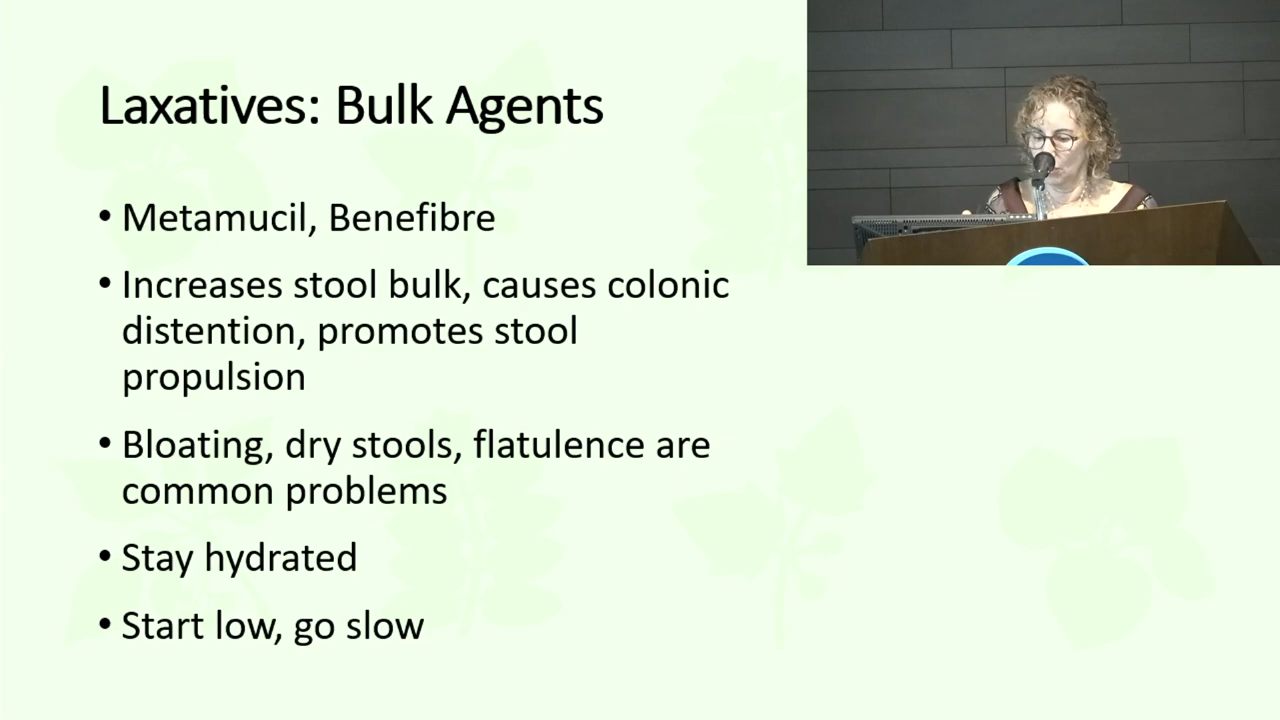 Laxatives: Bulk Agents
• Metamucil, Benefibre
• Increases stool bulk, causes colonic
distention, promotes stool
propulsion
• Bloating, dry stools, flatulence are
common problems
• Stay hydrated
• Start low, go slow